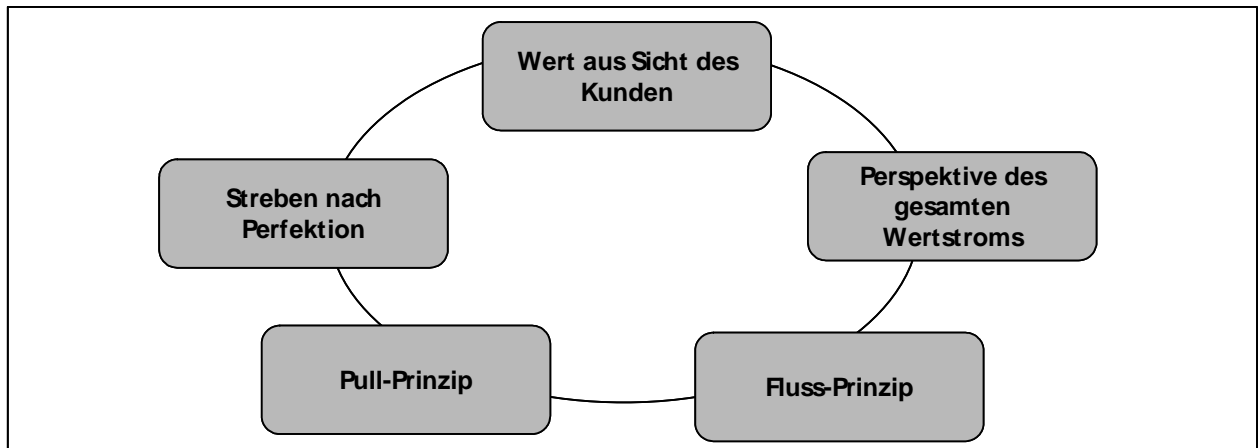 Wert aus Sicht des
Kunden
Perspektive des
gesamten
Wertstroms
Streben nach
Perfektion
Pull-Prinzip
Fluss-Prinzip